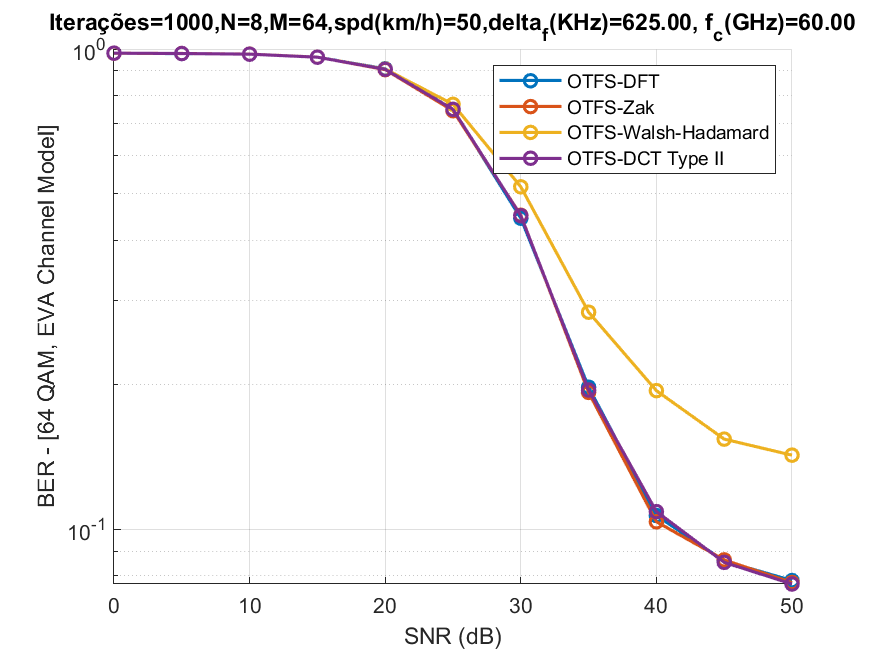 Iterações=1000,N=8,M=64,spd(km/h)=50,delta_f(KHz)=625.00, f_c(GHz)=60.00
10^0
OTFS-DFT
OTFS-Zak
OTFS-Walsh-Hadamard
OTFS-DCT Type II
BER - [64 QAM, EVA Channel Model]
10^-1
0 10 20 30 40 50
SNR (dB)